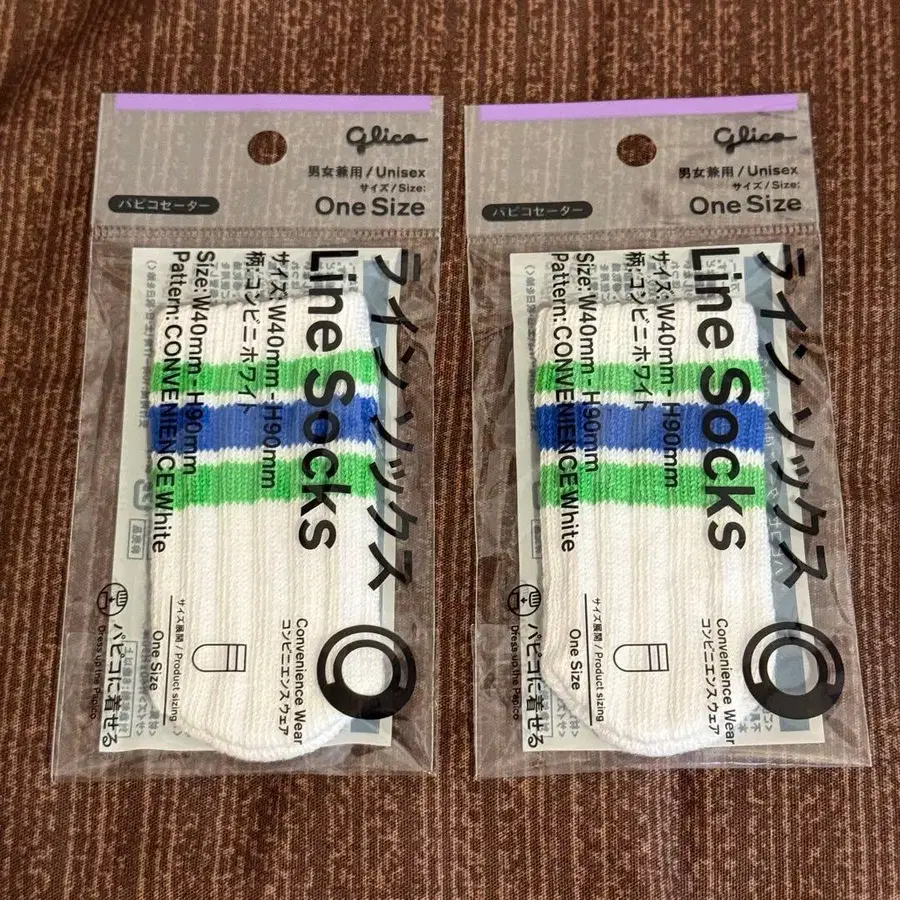 Glico
男女兼用/Unisex
サイズ/Size:
One Size
パピコセーター
ライン ソックス
Line Socks
サイズ: W40mm - H90mm
柄: コンビニホワイト
Size: W40mm - H90mm
Pattern: CONVENIENCE White
Convenience Wear
コンビニエンスウェア
サイズ展開 / Product sizing
One Size
パピコに着せる
Dress up the Papico
Glico
男女兼用/Unisex
サイズ/Size:
One Size
パピコセーター
ライン ソックス
Line Socks
サイズ: W40mm - H90mm
柄: コンビニホワイト
Size: W40mm - H90mm
Pattern: CONVENIENCE White
Convenience Wear
コンビニエンスウェア
サイズ展開 / Product sizing
One Size
パピコに着せる
Dress up the Papico